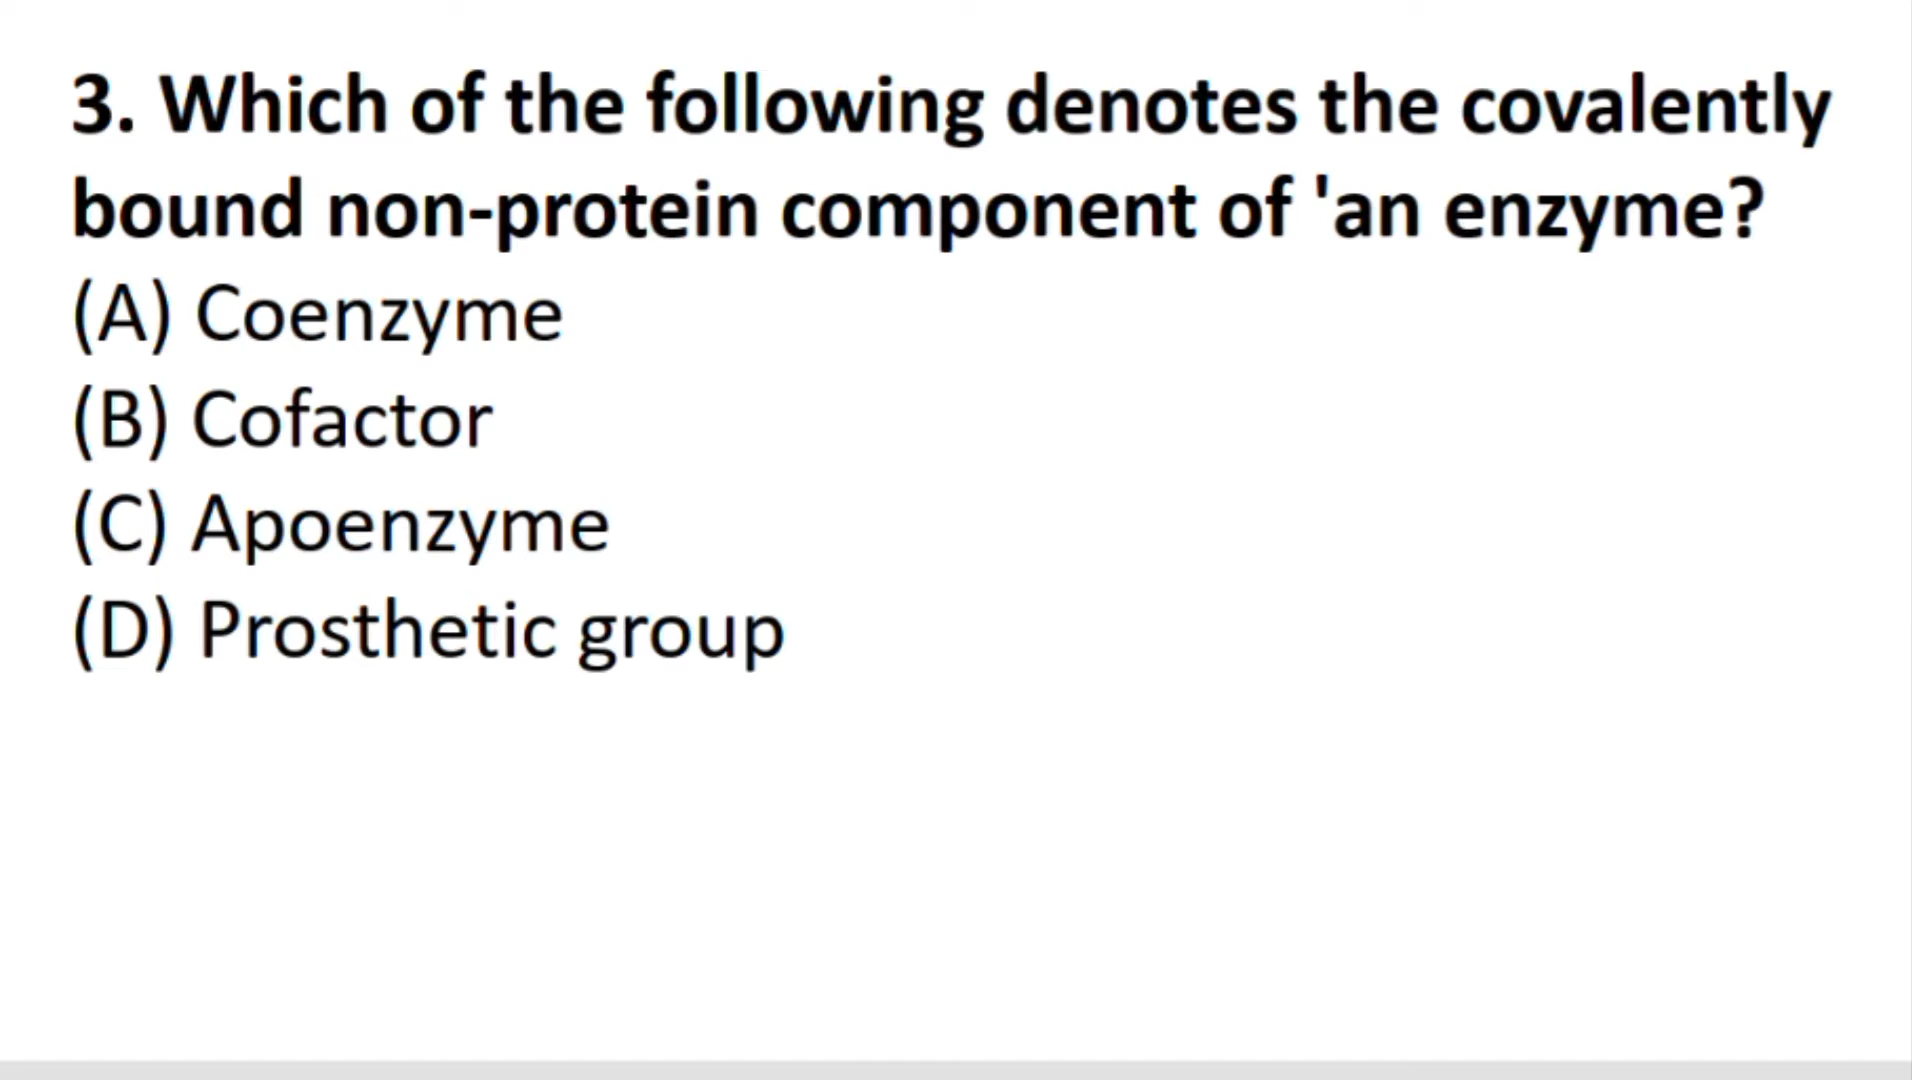 3. Which of the following denotes the covalently
bound non-protein component of 'an enzyme?
(A) Coenzyme
(B) Cofactor
(C) Apoenzyme
(D) Prosthetic group